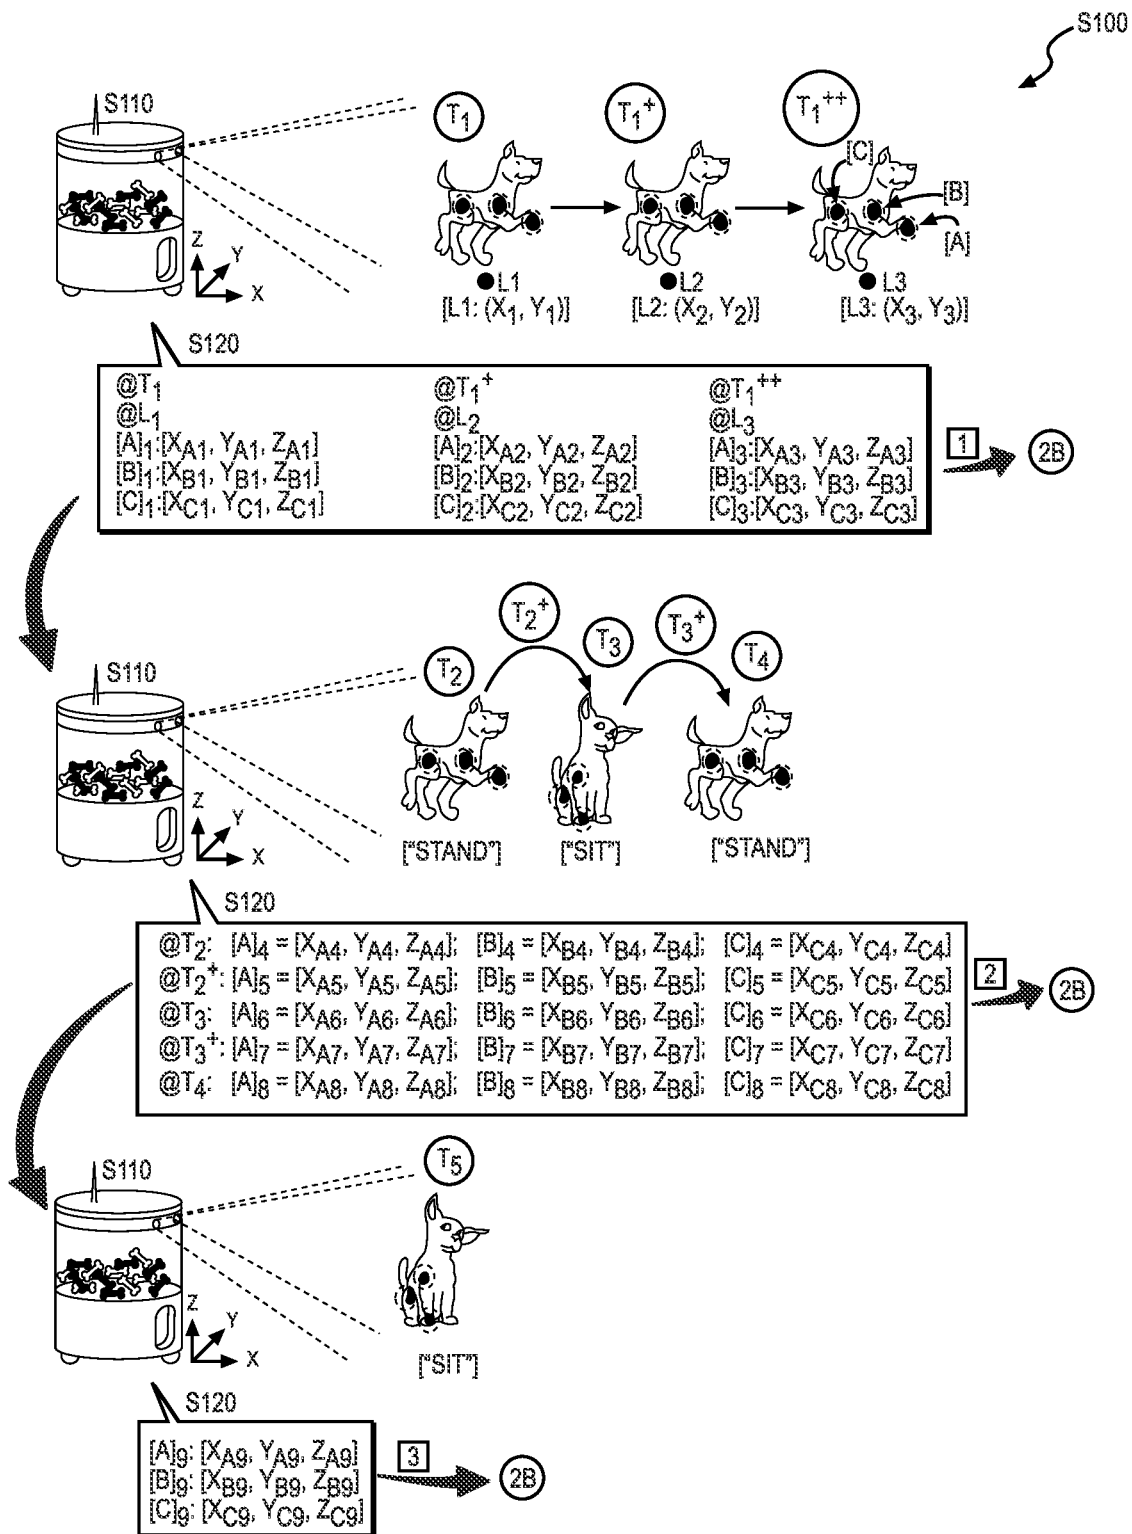 S100
S110
T1 T1+ T1++
[C]
[B]
[A]
Z
Y
X
L1 L2 L3
[L1: (X1, Y1)] [L2: (X2, Y2)] [L3: (X3, Y3)]
S120
@T1 @T1+ @T1++
@L1 @L2 @L3
[A]1:[XA1, YA1, ZA1] [A]2:[XA2, YA2, ZA2] [A]3:[XA3, YA3, ZA3]
[B]1:[XB1, YB1, ZB1] [B]2:[XB2, YB2, ZB2] [B]3:[XB3, YB3, ZB3]
[C]1:[XC1, YC1, ZC1] [C]2:[XC2, YC2, ZC2] [C]3:[XC3, YC3, ZC3]
1 2B
S110
T2 T2+ T3 T3+ T4
Z
Y
X
["STAND"] ["SIT"] ["STAND"]
S120
@T2: [A]4 = [XA4, YA4, ZA4]; [B]4 = [XB4, YB4, ZB4]; [C]4 = [XC4, YC4, ZC4]
@T2+: [A]5 = [XA5, YA5, ZA5]; [B]5 = [XB5, YB5, ZB5]; [C]5 = [XC5, YC5, ZC5]
@T3: [A]6 = [XA6, YA6, ZA6]; [B]6 = [XB6, YB6, ZB6]; [C]6 = [XC6, YC6, ZC6]
@T3+: [A]7 = [XA7, YA7, ZA7]; [B]7 = [XB7, YB7, ZB7]; [C]7 = [XC7, YC7, ZC7]
@T4: [A]8 = [XA8, YA8, ZA8]; [B]8 = [XB8, YB8, ZB8]; [C]8 = [XC8, YC8, ZC8]
2 2B
S110
T5
Z
Y
X
["SIT"]
S120
[A]9: [XA9, YA9, ZA9]
[B]9: [XB9, YB9, ZB9]
[C]9: [XC9, YC9, ZC9]
3 2B